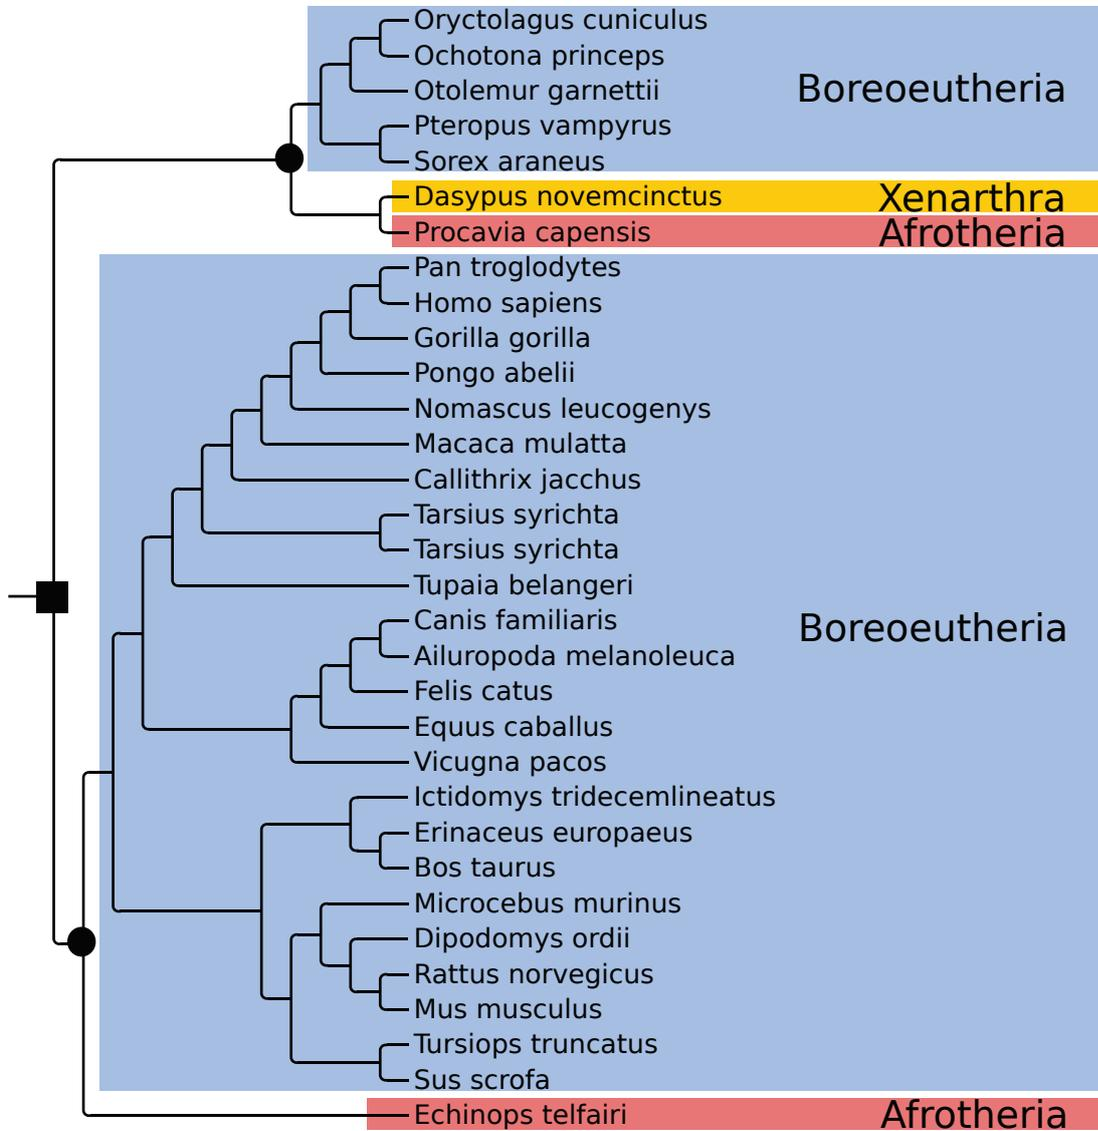 Oryctolagus cuniculus
Ochotona princeps
Otolemur garnettii
Boreoeutheria
Pteropus vampyrus
Sorex araneus
Dasypus novemcinctus Xenarthra
Procavia capensis Afrotheria
Pan troglodytes
Homo sapiens
Gorilla gorilla
Pongo abelii
Nomascus leucogenys
Macaca mulatta
Callithrix jacchus
Tarsius syrichta
Tarsius syrichta
Tupaia belangeri
Canis familiaris
Boreoeutheria
Ailuropoda melanoleuca
Felis catus
Equus caballus
Vicugna pacos
Ictidomys tridecemlineatus
Erinaceus europaeus
Bos taurus
Microcebus murinus
Dipodomys ordii
Rattus norvegicus
Mus musculus
Tursiops truncatus
Sus scrofa
Echinops telfairi Afrotheria